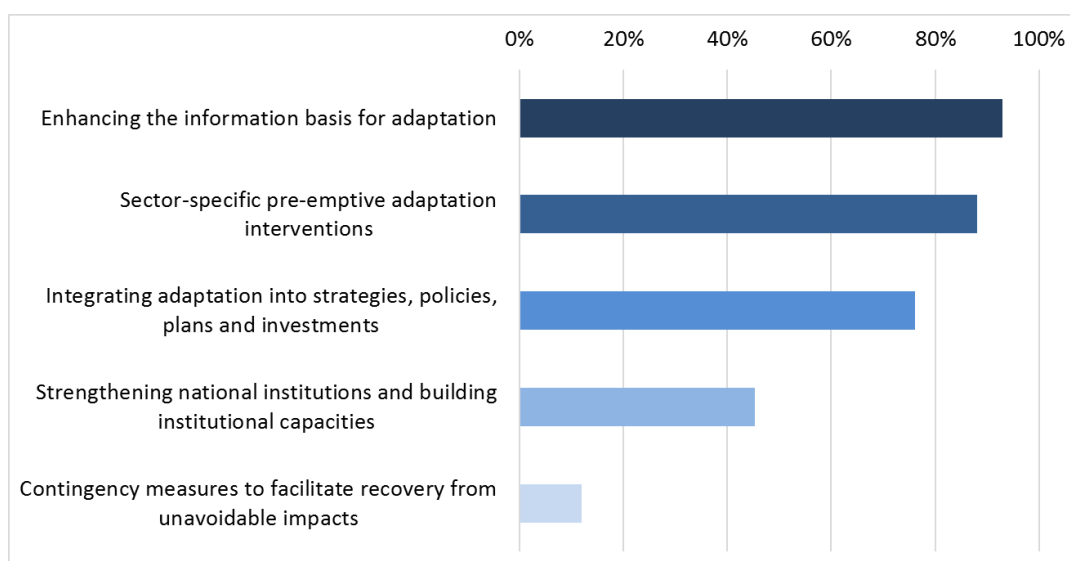 0% 20% 40% 60% 80% 100%
Enhancing the information basis for adaptation
Sector-specific pre-emptive adaptation
interventions
Integrating adaptation into strategies, policies,
plans and investments
Strengthening national institutions and building
institutional capacities
Contingency measures to facilitate recovery from
unavoidable impacts